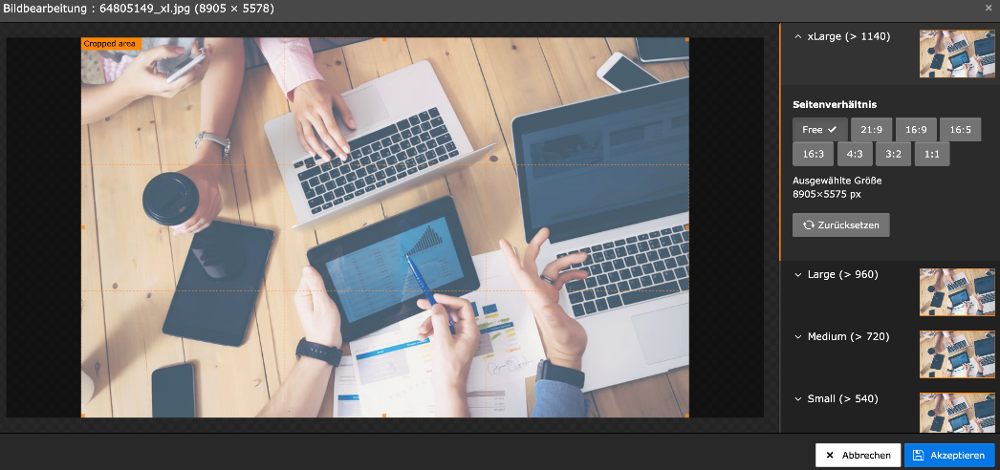 Bildbearbeitung : 64805149_xl.jpg (8905 × 5578)
Cropped area
xLarge (> 1140)
Seitenverhältnis
Free 21:9 16:9 16:5
16:3 4:3 3:2 1:1
Ausgewählte Größe
8905×5575 px
Zurücksetzen
Large (> 960)
Medium (> 720)
Small (> 540)
Abbrechen Akzeptieren